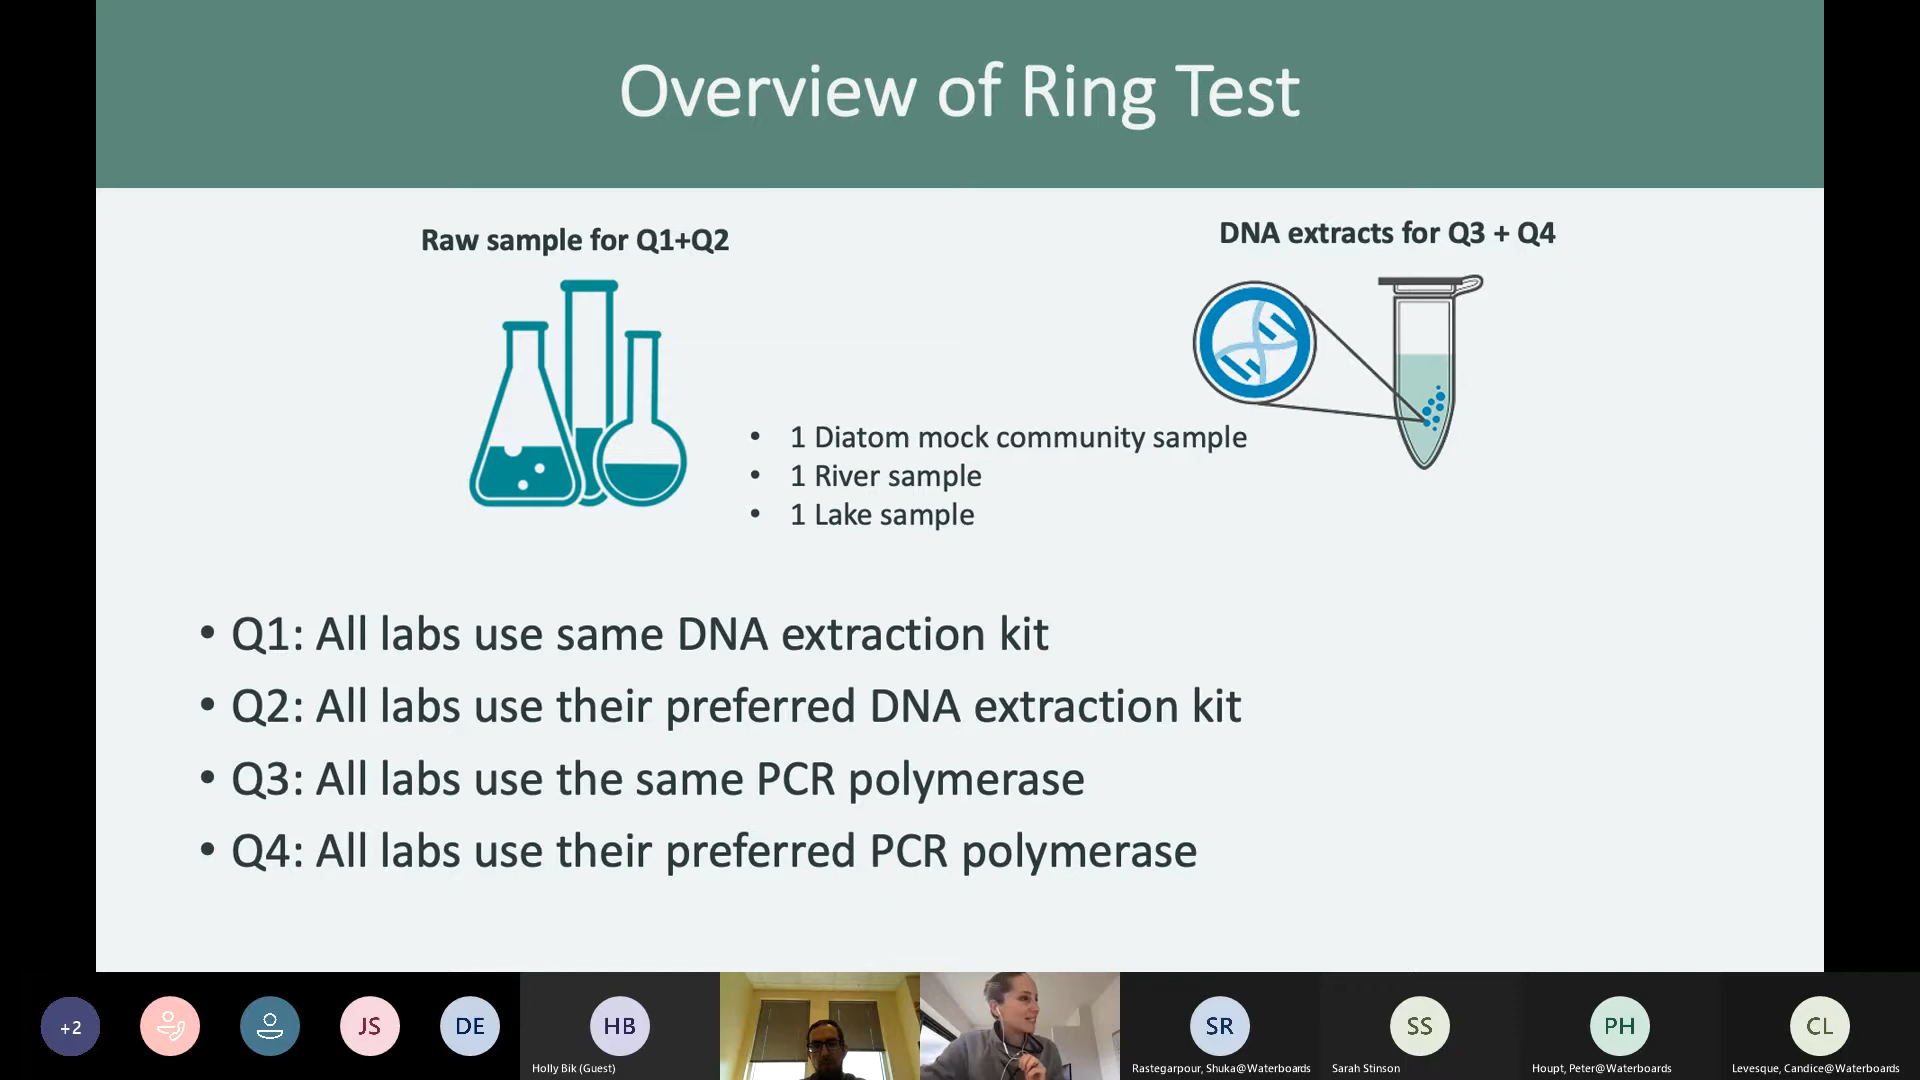 Overview of Ring Test
Raw sample for Q1+Q2
DNA extracts for Q3 + Q4
• 1 Diatom mock community sample
• 1 River sample
• 1 Lake sample
• Q1: All labs use same DNA extraction kit
• Q2: All labs use their preferred DNA extraction kit
• Q3: All labs use the same PCR polymerase
• Q4: All labs use their preferred PCR polymerase
+2
JS
DE
HB
Holly Bik (Guest)
SR
Rastegarpour, Shuka@Waterboards
SS
Sarah Stinson
PH
Houpt, Peter@Waterboards
CL
Levesque, Candice@Waterboards